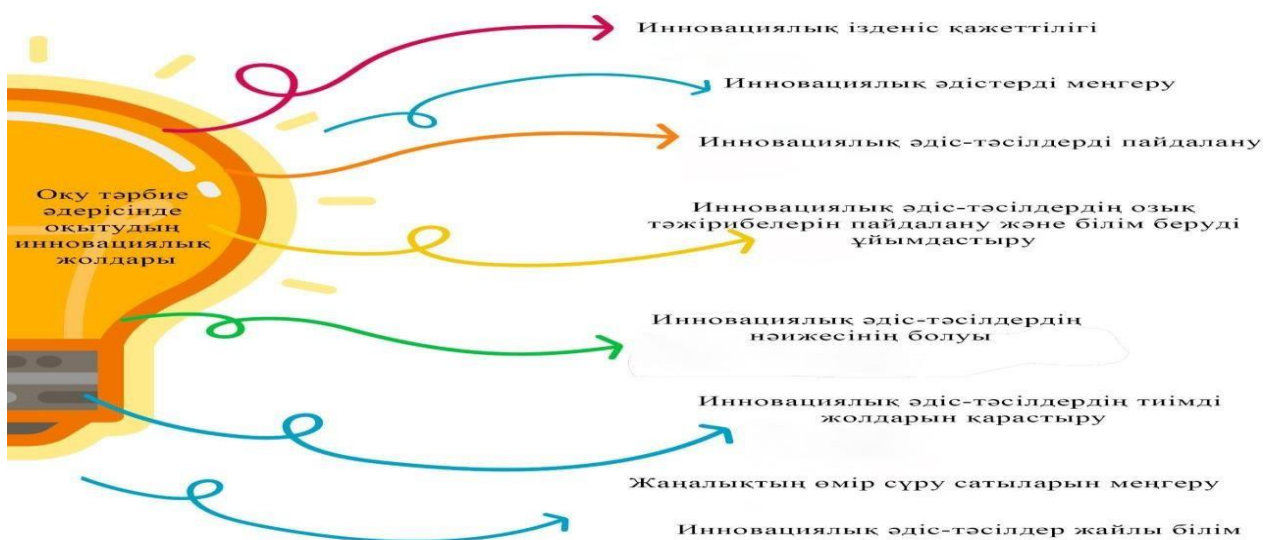 Оқу тәрбие
әдерісінде
оқытудың
инновациялық
жолдары
Инновациялық ізденіс қажеттілігі
Инновациялық әдістерді меңгеру
Инновациялық әдіс-тәсілдерді пайдалану
Инновациялық әдіс-тәсілдердің озық
тәжірибелерін пайдалану және білім беруді
ұйымдастыру
Инновациялық әдіс-тәсілдердің
нәижесінің болуы
Инновациялық әдіс-тәсілдердің тиімді
жолдарын қарастыру
Жаңалықтың өмір сүру сатыларын меңгеру
Инновациялық әдіс-тәсілдер жайлы білім